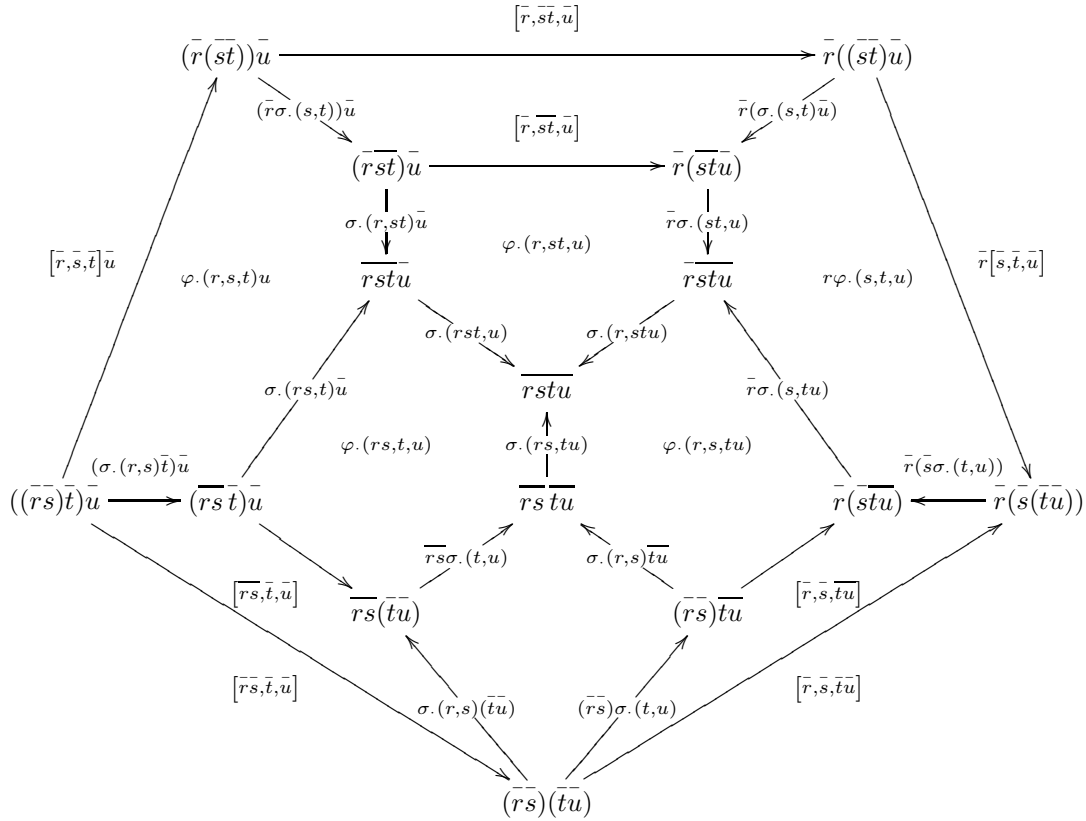 [r̄,s̄t̄,ū]
(r̄(s̄t̄))ū r̄((s̄t̄)ū)
(r̄σ.(s,t))ū r̄(σ.(s,t)ū)
[r̄,s̅t̅,ū]
(r̄s̅t̅)ū r̄(s̅t̅ū)
σ.(r,st)ū r̄σ.(st,u)
φ.(r,st,u)
[r̄,s̄,t̄]ū r̄[s̄,t̄,ū]
φ.(r,s,t)u r̅s̅t̅ū r̄s̅t̅u̅ rφ.(s,t,u)
σ.(rst,u) σ.(r,stu)
σ.(rs,t)ū r̅s̅t̅u̅ r̄σ.(s,tu)
φ.(rs,t,u) σ.(rs,tu) φ.(r,s,tu)
(σ.(r,s)t̄)ū r̄(s̄σ.(t,u))
((r̄s̄)t̄)ū (r̅s̅ t̄)ū r̅s̅ t̅u̅ r̄(s̄t̅u̅) r̄(s̄(t̄ū))
r̅s̅σ.(t,u) σ.(r,s)t̅u̅
[r̅s̅,t̄,ū] [r̄,s̄,t̅u̅]
r̅s̅(t̄ū) (r̄s̄)t̅u̅
[r̄s̄,t̄,ū] [r̄,s̄,t̄ū]
σ.(r,s)(t̄ū) (r̄s̄)σ.(t,u)
(r̄s̄)(t̄ū)